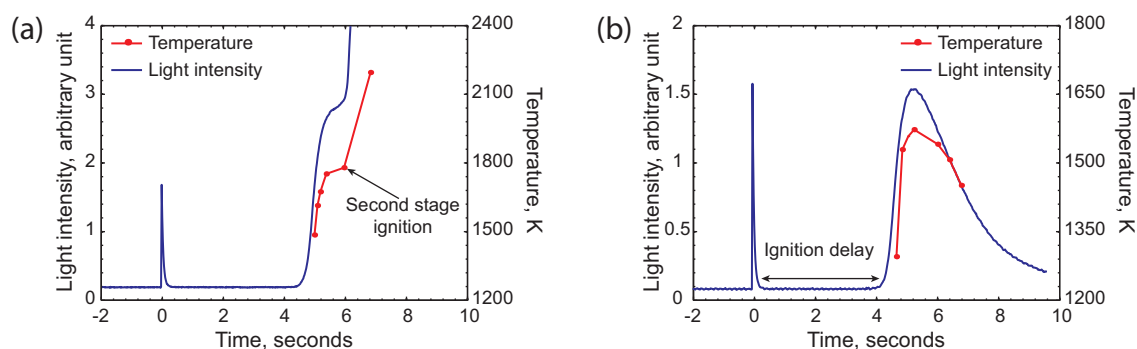 (a)
Light intensity, arbitrary unit
4
3
2
1
0
Temperature
Light intensity
Second stage
ignition
2400
2100
1800
1500
1200
Temperature, K
-2 0 2 4 6 8 10
Time, seconds
(b)
Light intensity, arbitrary unit
2
1.5
1
0.5
0
Temperature
Light intensity
Ignition delay
1800
1650
1500
1350
1200
Temperature, K
-2 0 2 4 6 8 10
Time, seconds